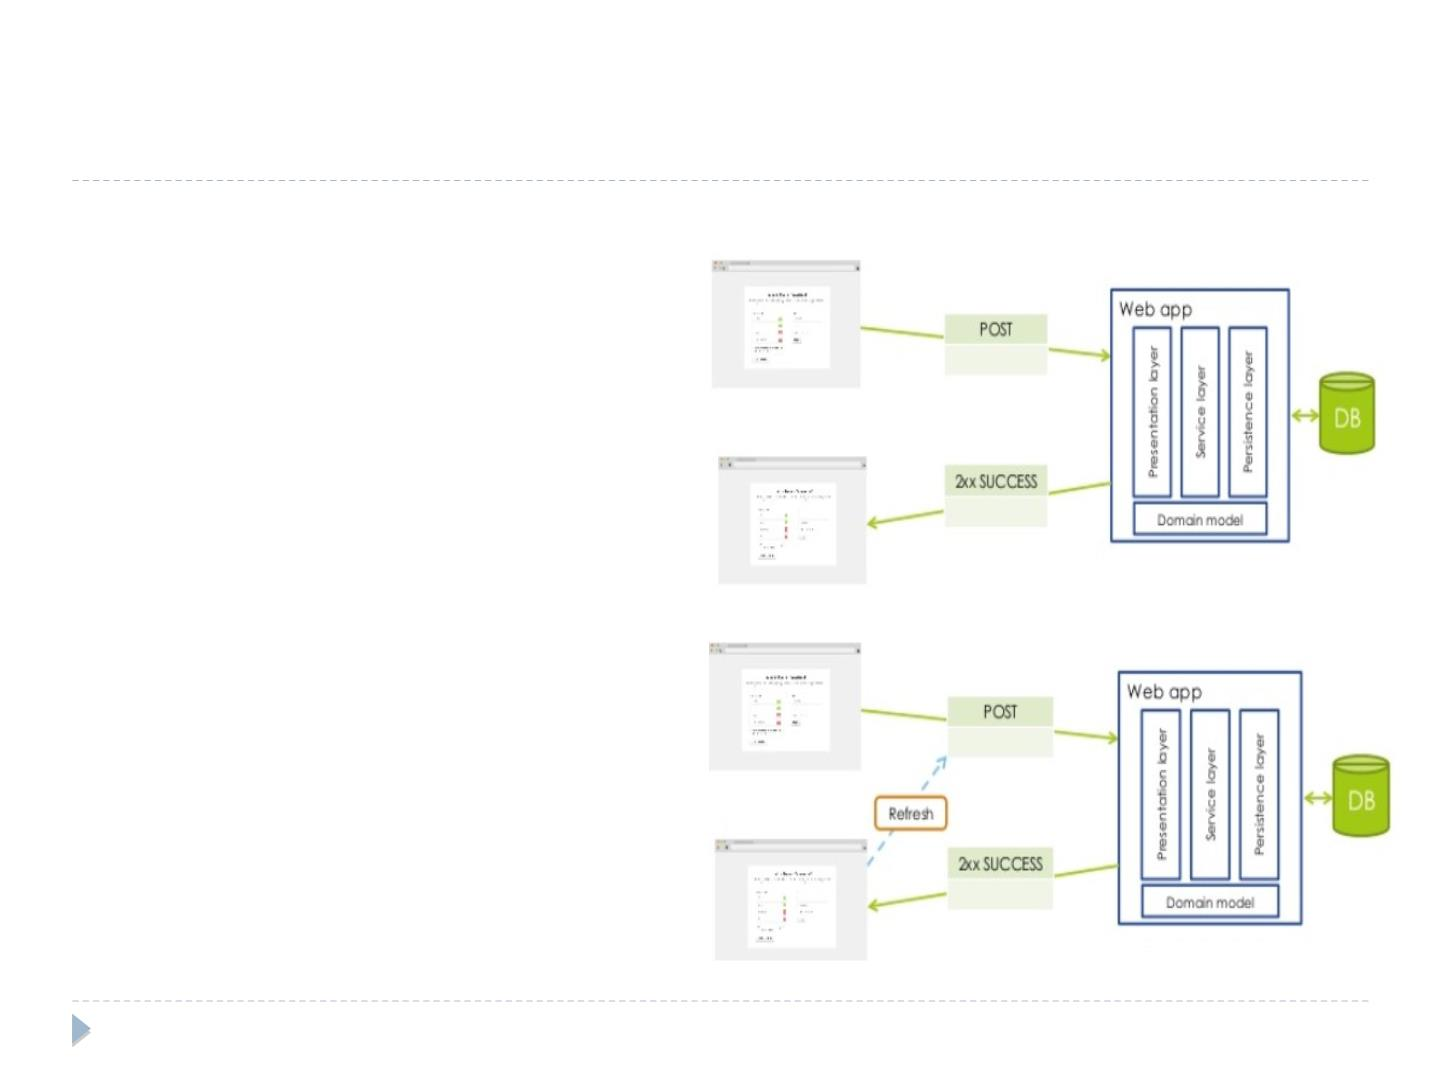 POST
Web app
Presentation layer
Service layer
Persistence layer
DB
2xx SUCCESS
Domain model
POST
Web app
Presentation layer
Service layer
Persistence layer
DB
Refresh
2xx SUCCESS
Domain model